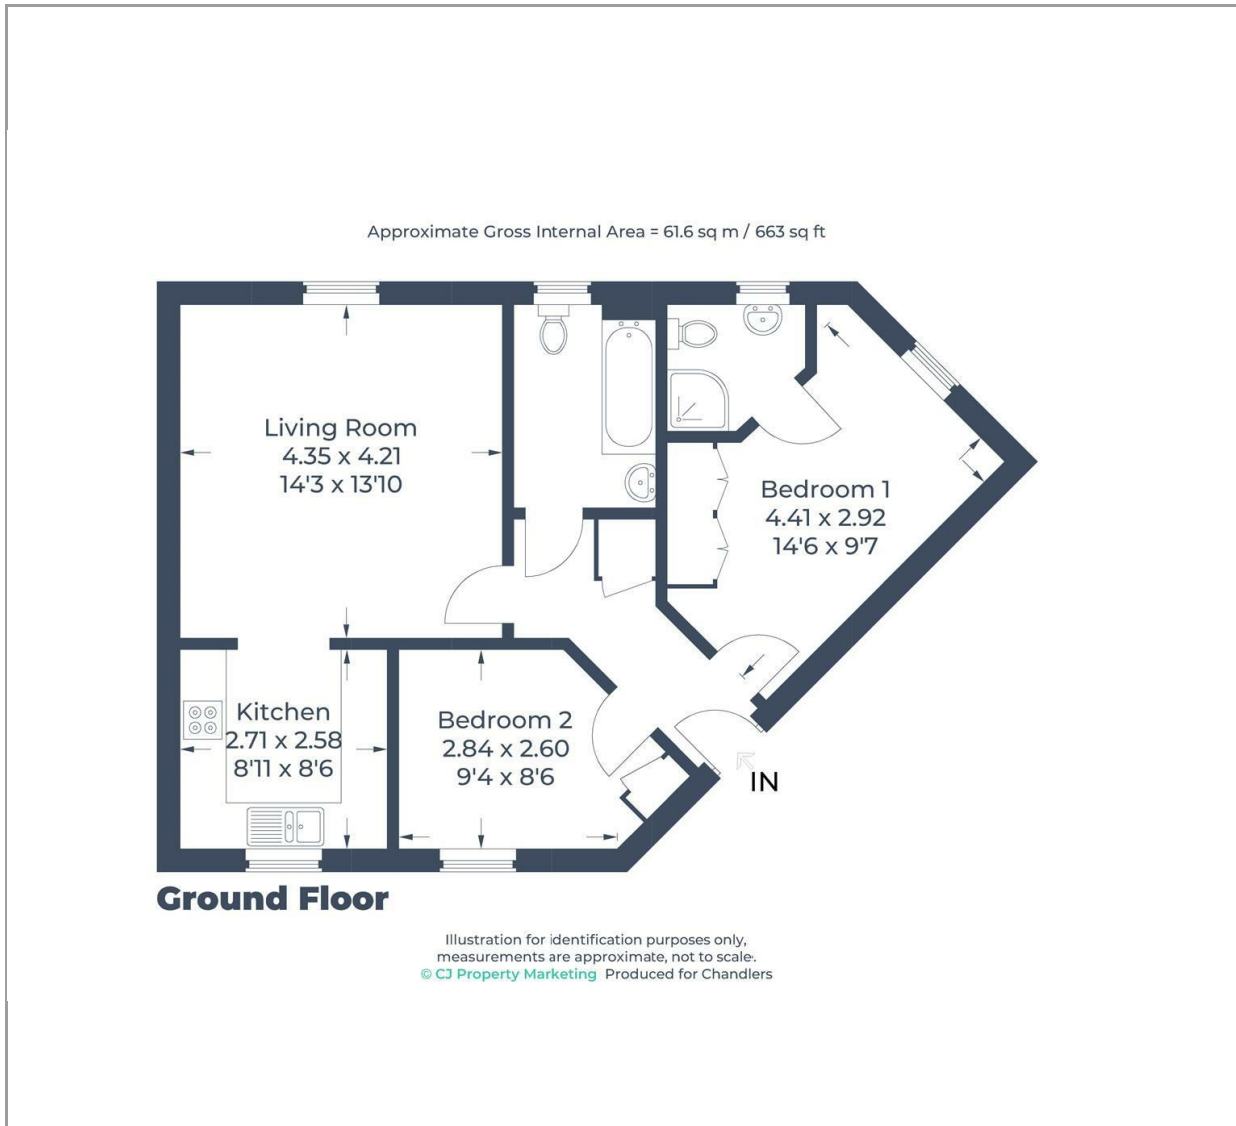 Approximate Gross Internal Area = 61.6 sq m / 663 sq ft
Living Room
4.35 x 4.21
14'3 x 13'10
Bedroom 1
4.41 x 2.92
14'6 x 9'7
Kitchen
2.71 x 2.58
8'11 x 8'6
Bedroom 2
2.84 x 2.60
9'4 x 8'6
IN
Ground Floor
Illustration for identification purposes only,
measurements are approximate, not to scale.
© CJ Property Marketing Produced for Chandlers